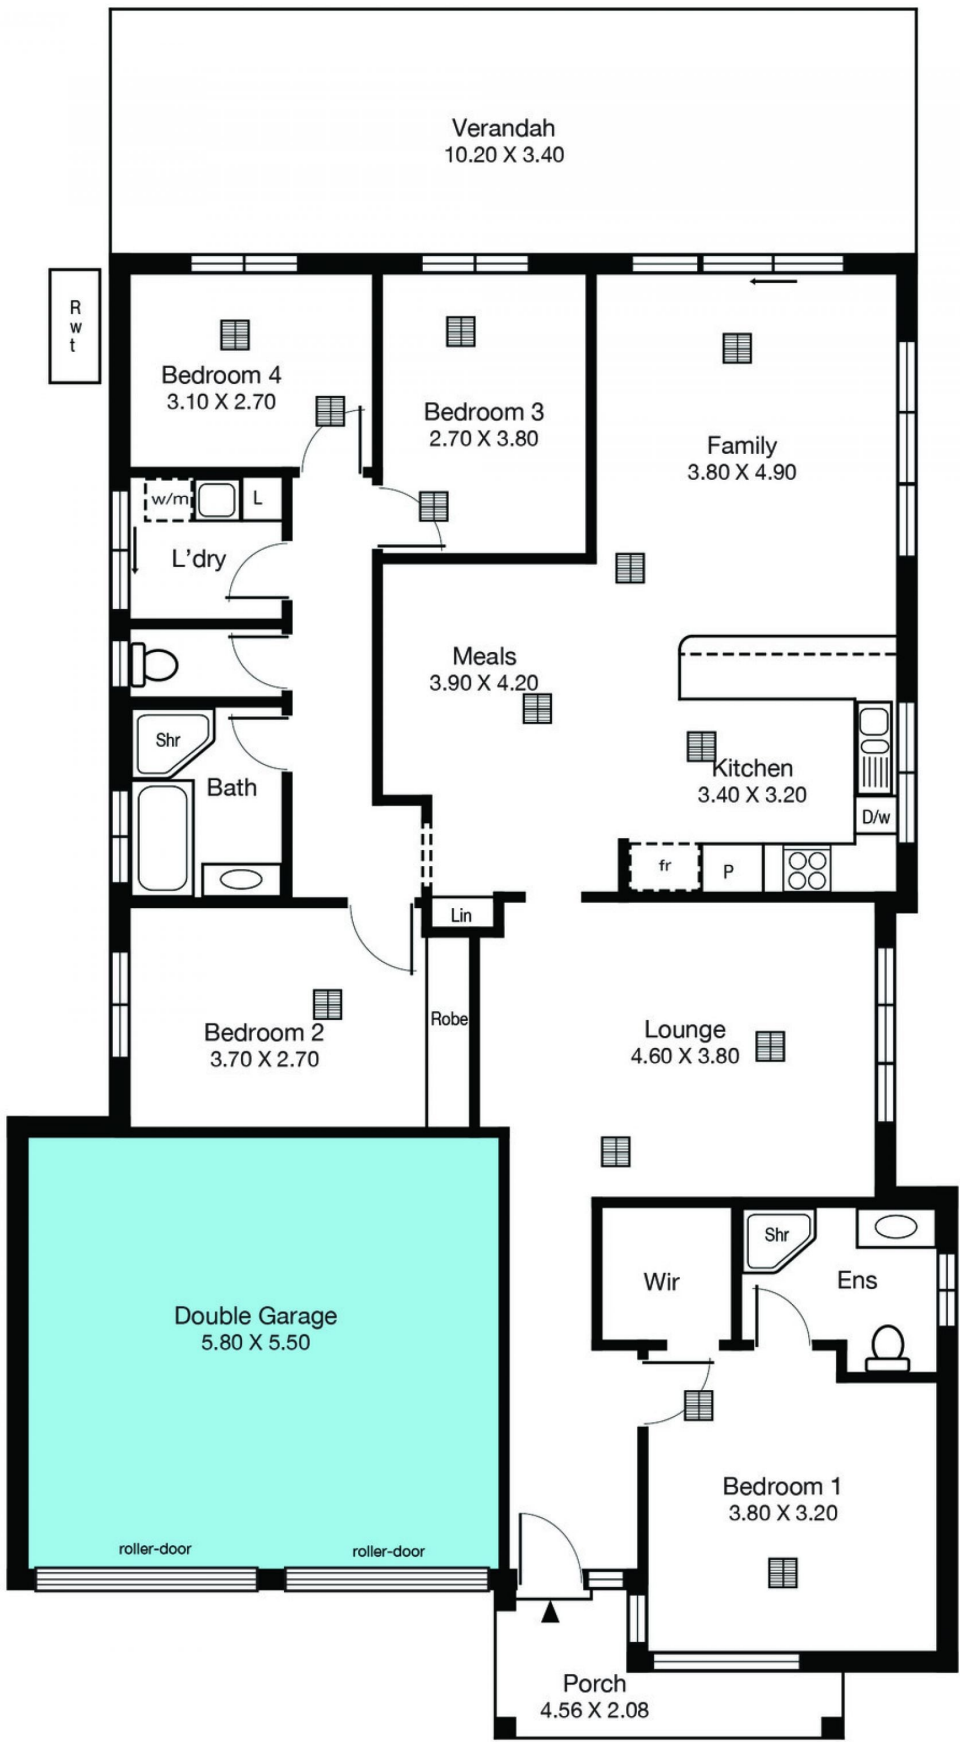 Verandah
10.20 X 3.40
R
w
t
Bedroom 4
3.10 X 2.70
Bedroom 3
2.70 X 3.80
Family
3.80 X 4.90
w/m
L
L'dry
Meals
3.90 X 4.20
Shr
Bath
Kitchen
3.40 X 3.20
D/w
fr
P
Lin
Bedroom 2
3.70 X 2.70
Robe
Lounge
4.60 X 3.80
Double Garage
5.80 X 5.50
Wir
Shr
Ens
Bedroom 1
3.80 X 3.20
roller-door
roller-door
Porch
4.56 X 2.08